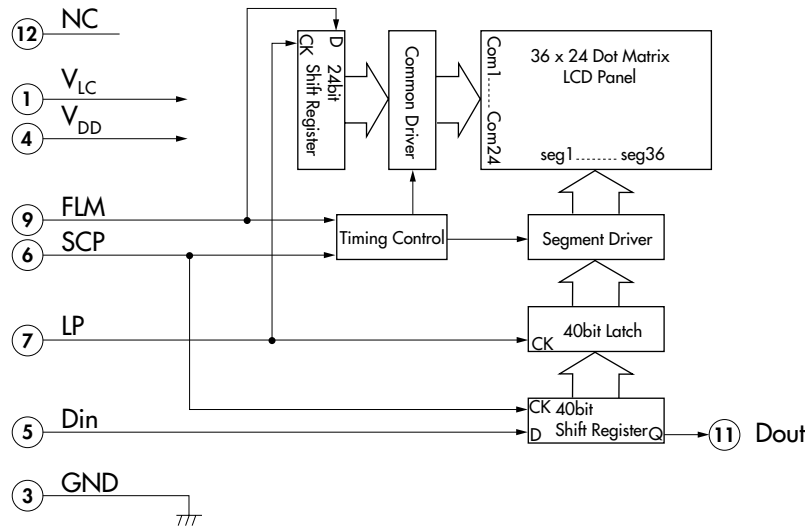 12 NC
1 VLC
4 VDD
9 FLM
6 SCP
7 LP
5 Din
3 GND
CK D
24bit
Shift Register
Common Driver
Com1........Com24
36 x 24 Dot Matrix
LCD Panel
seg1........ seg36
Timing Control
Segment Driver
40bit Latch
CK
CK 40bit
D Shift Register Q
11 Dout